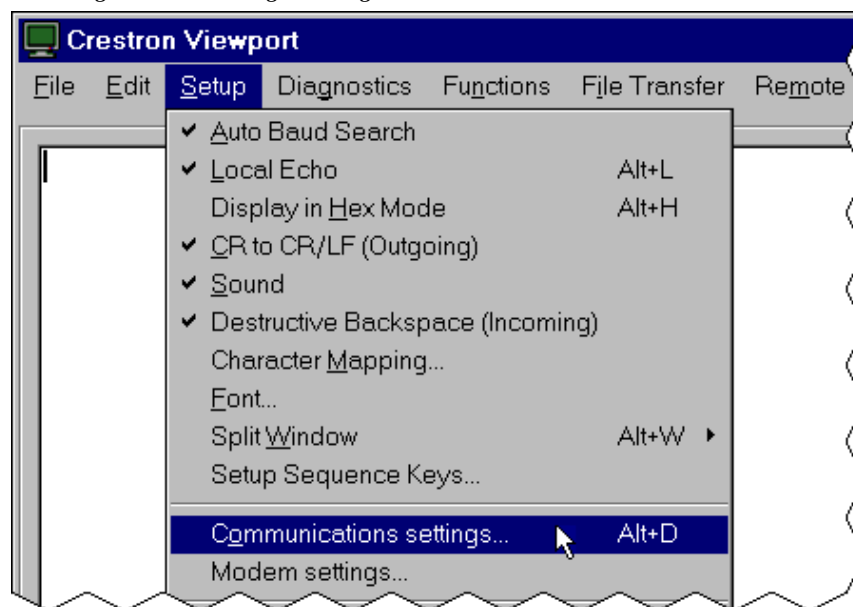 Crestron Viewport
File Edit Setup Diagnostics Functions File Transfer Remote
Auto Baud Search
Local Echo Alt+L
Display in Hex Mode Alt+H
CR to CR/LF (Outgoing)
Sound
Destructive Backspace (Incoming)
Character Mapping...
Font...
Split Window Alt+W
Setup Sequence Keys...
Communications settings... Alt+D
Modem settings...